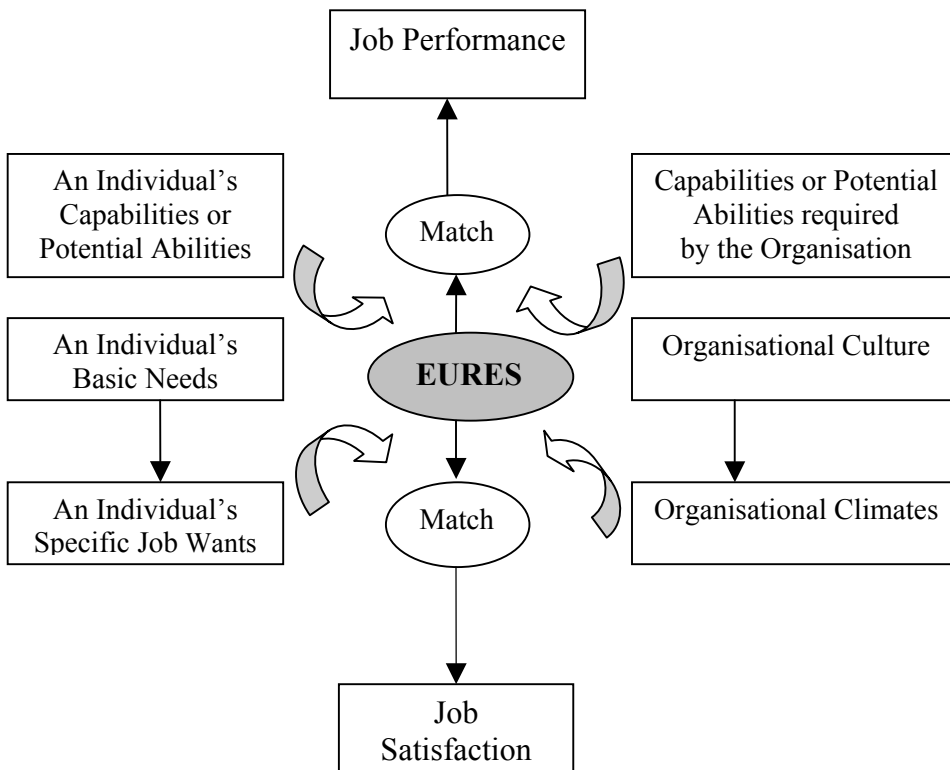 Job Performance
An Individual’s
Capabilities or
Potential Abilities
Match
Capabilities or Potential
Abilities required
by the Organisation
An Individual’s
Basic Needs
EURES
Organisational Culture
An Individual’s
Specific Job Wants
Match
Organisational Climates
Job
Satisfaction